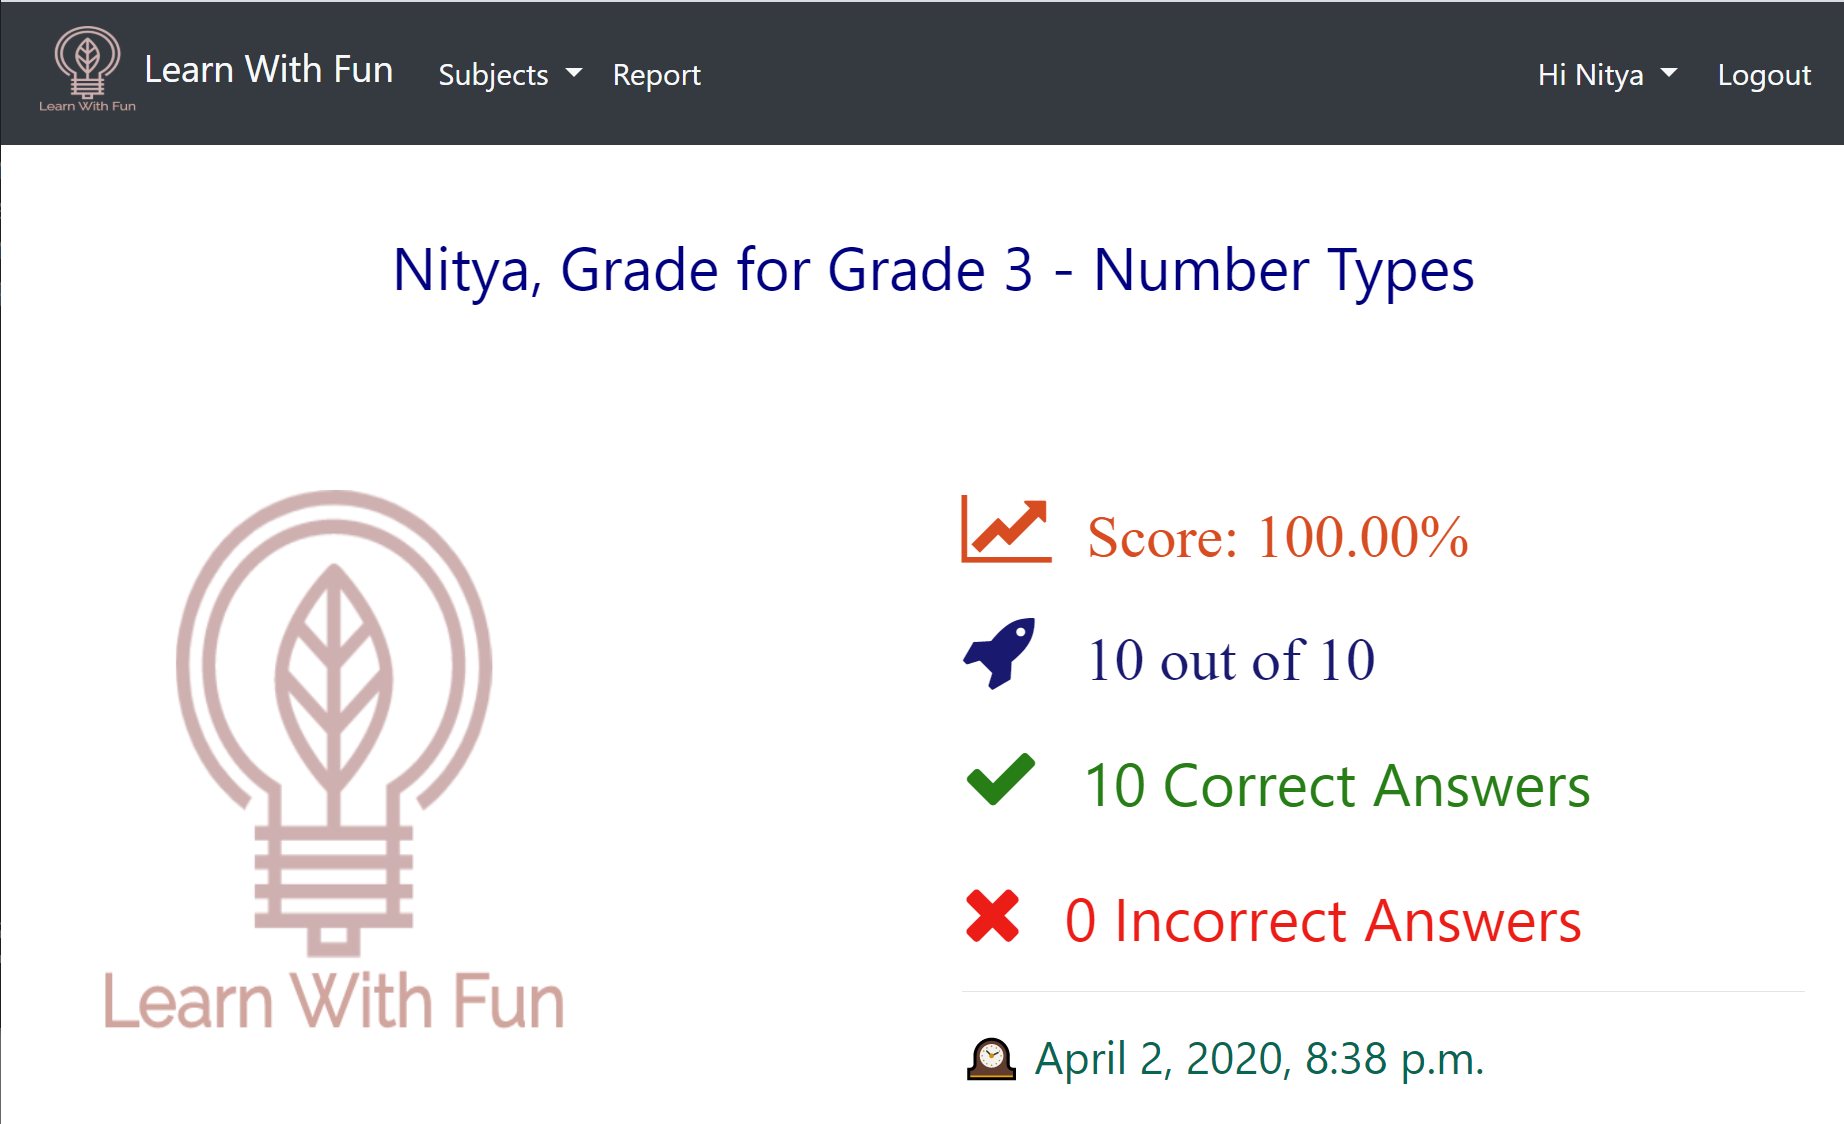 Learn With Fun
Learn With Fun Subjects Report Hi Nitya Logout
Nitya, Grade for Grade 3 - Number Types
Score: 100.00%
10 out of 10
10 Correct Answers
0 Incorrect Answers
Learn With Fun
April 2, 2020, 8:38 p.m.